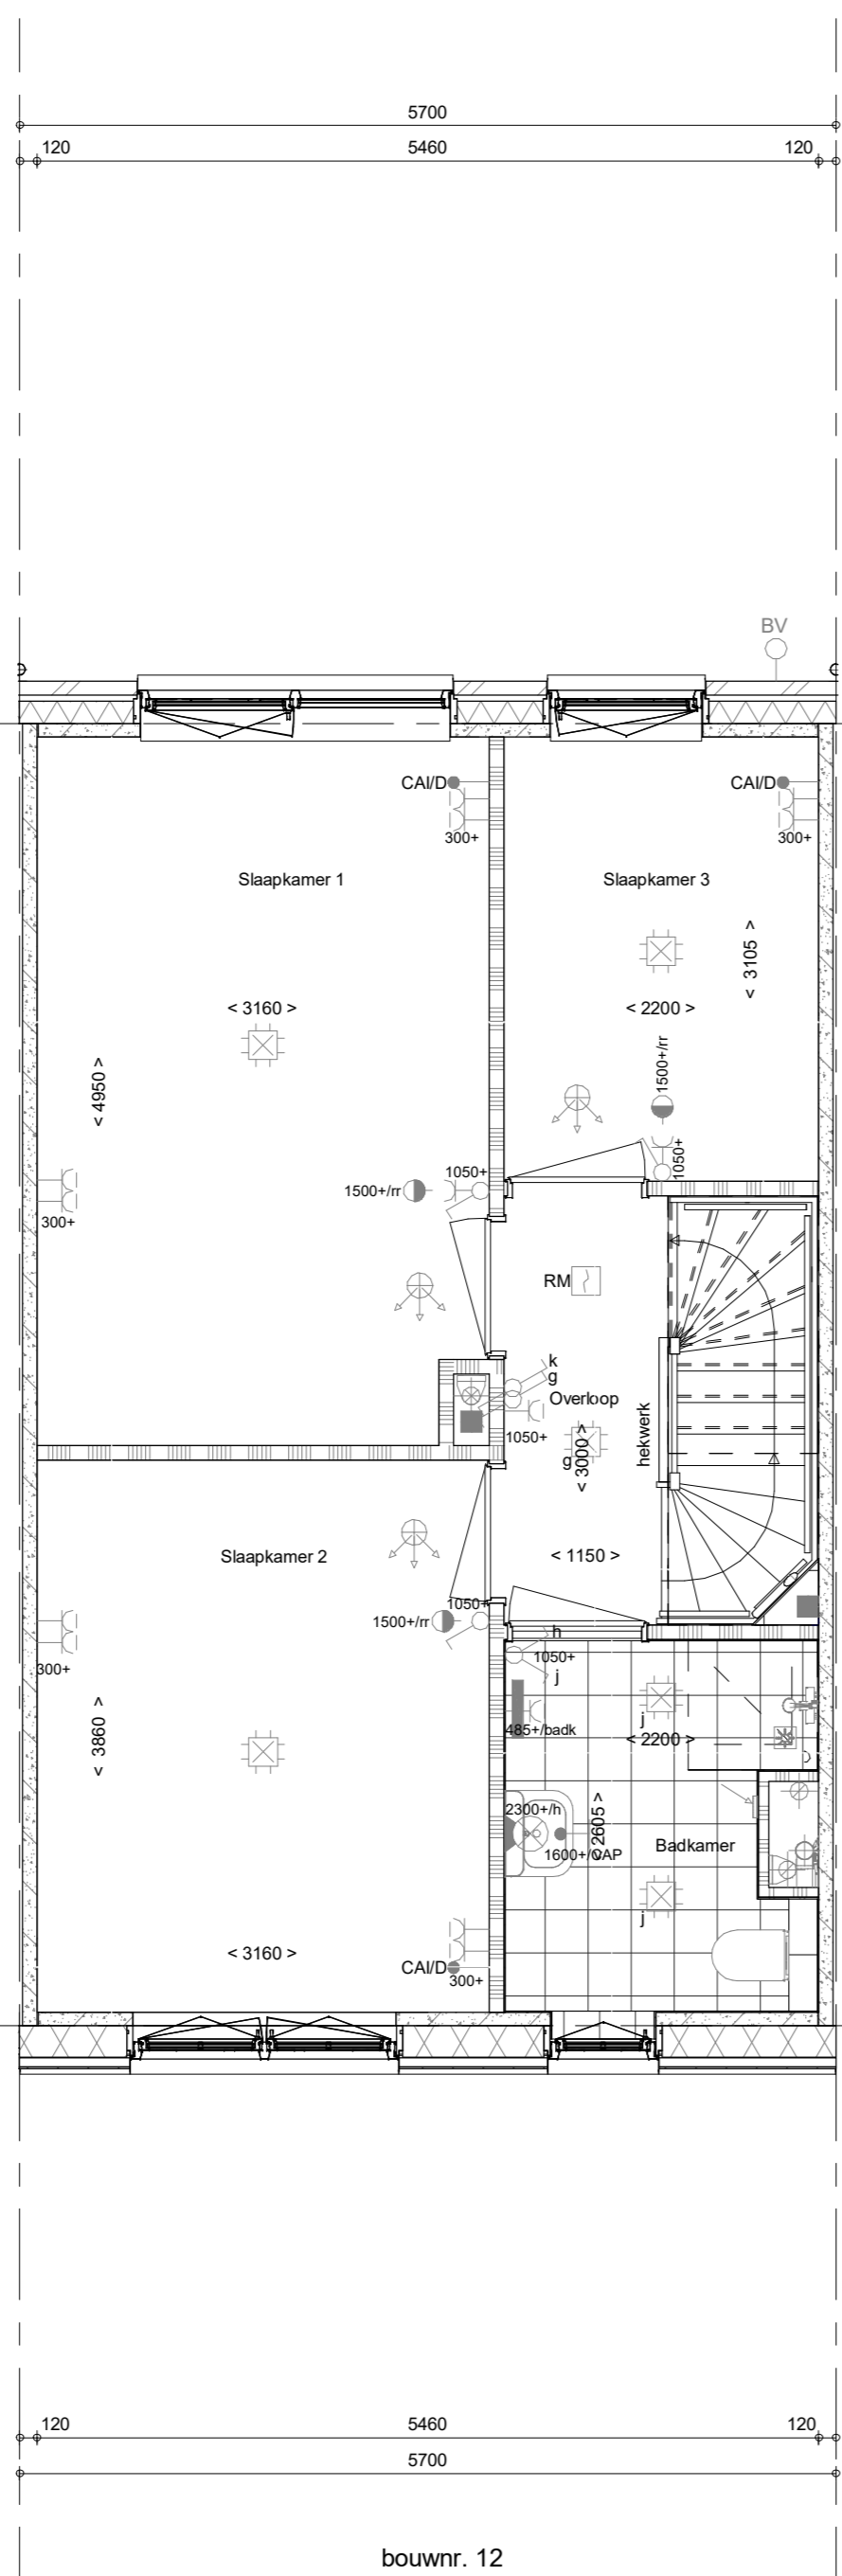 5700
120
5460
120
BV
CAI/D
300+
CAI/D
300+
Slaapkamer 1
Slaapkamer 3
< 3105 >
< 3160 >
< 2200 >
1500+/rr
< 4950 >
1050+
1050+
1500+/rr
300+
RM
k
g
Overloop
hekwerk
1050+
g
< 3000 >
< 1150 >
Slaapkamer 2
1050+
1500+/rr
300+
h
1050+
j
j
485+/badk
< 2200 >
< 3860 >
2300+/h
< 2605 >
1600+/CAP
Badkamer
j
< 3160 >
CAI/D
300+
120
5460
120
5700
bouwnr. 12